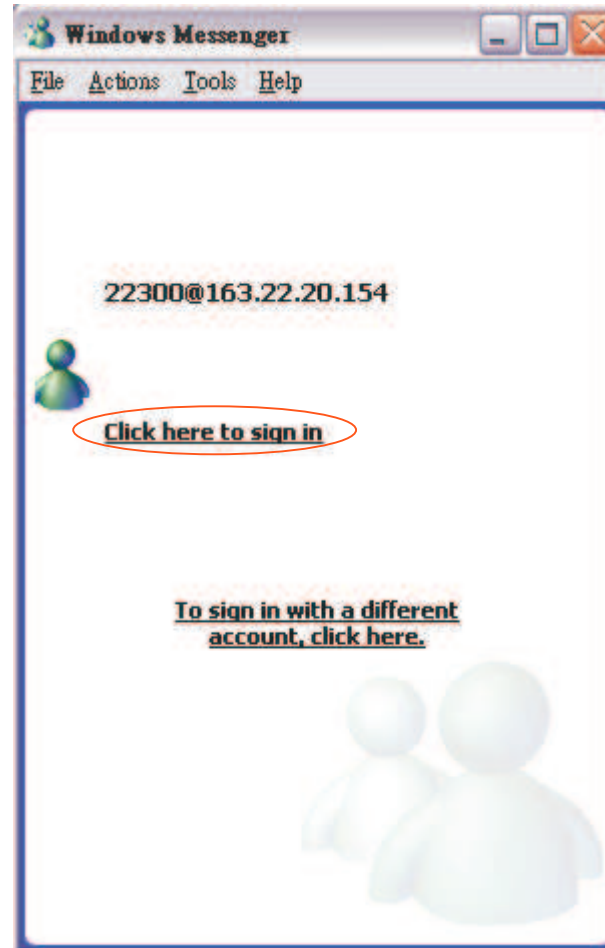 Windows Messenger
File Actions Tools Help
22300@163.22.20.154
Click here to sign in
To sign in with a different
account, click here.